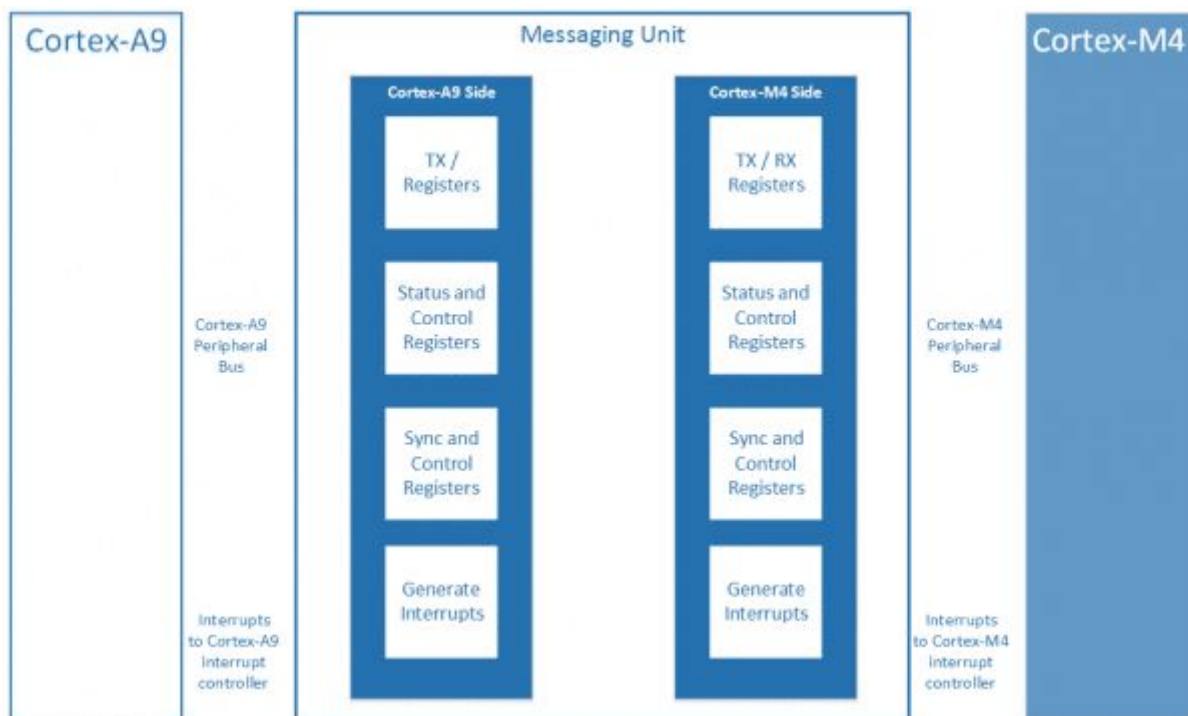 Cortex-A9
Messaging Unit
Cortex-M4
Cortex-A9 Side
Cortex-M4 Side
TX /
Registers
TX / RX
Registers
Status and
Control
Registers
Status and
Control
Registers
Cortex-A9
Peripheral
Bus
Cortex-M4
Peripheral
Bus
Sync and
Control
Registers
Sync and
Control
Registers
Generate
Interrupts
Generate
Interrupts
Interrupts
to Cortex-A9
Interrupt
controller
Interrupts
to Cortex-M4
Interrupt
controller